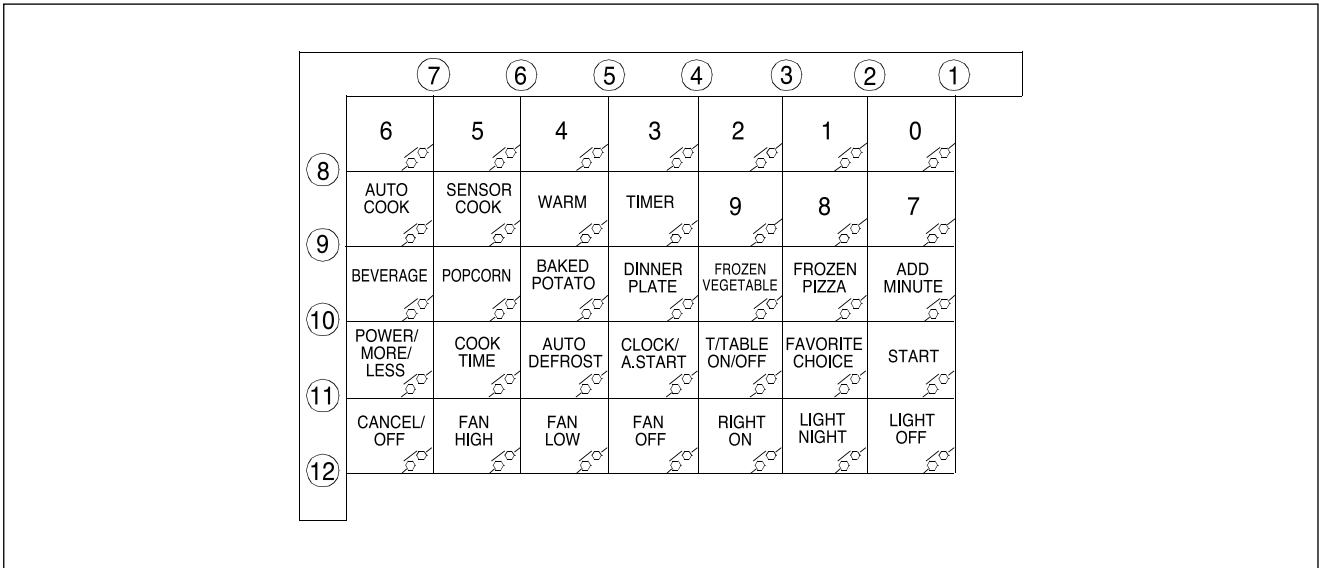 7 6 5 4 3 2 1
6 5 4 3 2 1 0
8
AUTO COOK SENSOR COOK WARM TIMER 9 8 7
9
BEVERAGE POPCORN BAKED POTATO DINNER PLATE FROZEN VEGETABLE FROZEN PIZZA ADD MINUTE
10
POWER/ MORE/ LESS COOK TIME AUTO DEFROST CLOCK/ A.START T/TABLE ON/OFF FAVORITE CHOICE START
11
CANCEL/ OFF FAN HIGH FAN LOW FAN OFF RIGHT ON LIGHT NIGHT LIGHT OFF
12